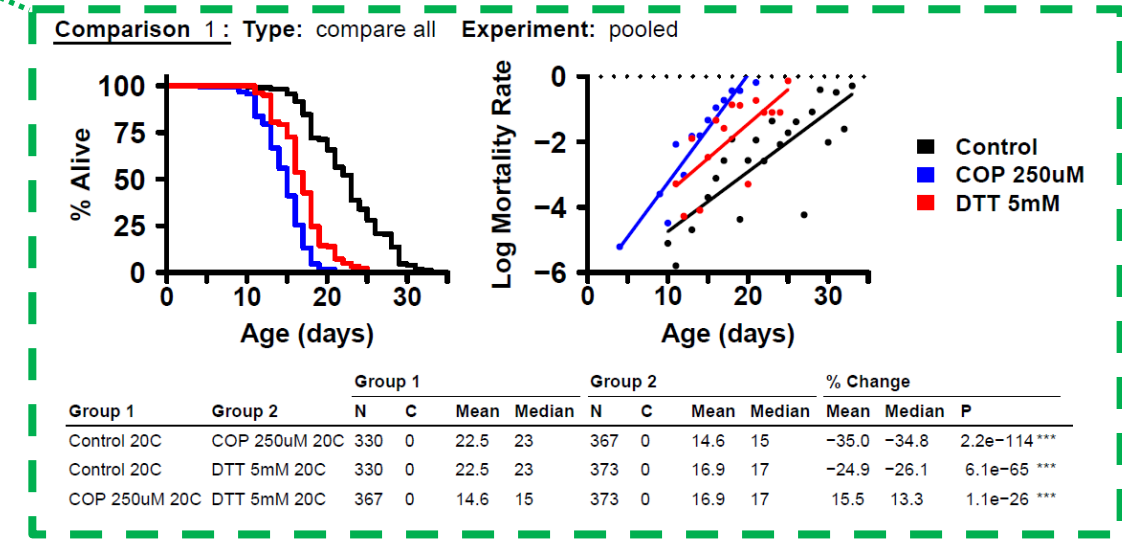 Comparison 1 : Type: compare all Experiment: pooled
% Alive
100
75
50
25
0
0 10 20 30
Age (days)
Log Mortality Rate
0
−2
−4
−6
0 10 20 30
Age (days)
Control
COP 250uM
DTT 5mM
Group 1 Group 2 % Change
Group 1 Group 2 N C Mean Median N C Mean Median Mean Median P
Control 20C COP 250uM 20C 330 0 22.5 23 367 0 14.6 15 −35.0 −34.8 2.2e−114 ***
Control 20C DTT 5mM 20C 330 0 22.5 23 373 0 16.9 17 −24.9 −26.1 6.1e−65 ***
COP 250uM 20C DTT 5mM 20C 367 0 14.6 15 373 0 16.9 17 15.5 13.3 1.1e−26 ***